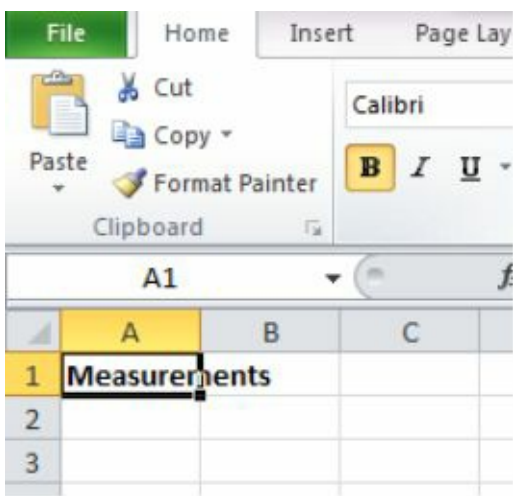 File Home Insert Page Lay
Cut
Calibri
Copy
Paste
B I U
Format Painter
Clipboard
A1
A B C
1 Measurements
2
3